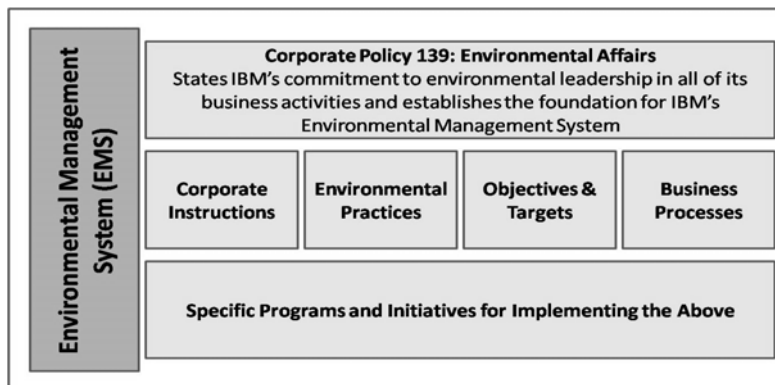 Environmental Management
System (EMS)
Corporate Policy 139: Environmental Affairs
States IBM's commitment to environmental leadership in all of its
business activities and establishes the foundation for IBM's
Environmental Management System
Corporate
Instructions
Environmental
Practices
Objectives &
Targets
Business
Processes
Specific Programs and Initiatives for Implementing the Above